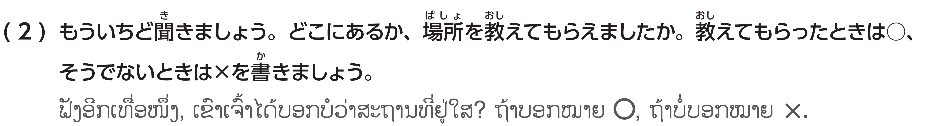 （２）もういちど聞きましょう。どこにあるか、場所を教えてもらえましたか。教えてもらったときは○、
そうでないときは×を書きましょう。
ຟັງອີກເທື່ອໜຶ່ງ, ເຂົາເຈົ້າໄດ້ບອກບໍວ່າສະຖານທີ່ຢູ່ໃສ? ຖ້າບອກໝາຍ ○, ຖ້າບໍ່ບອກໝາຍ ×.